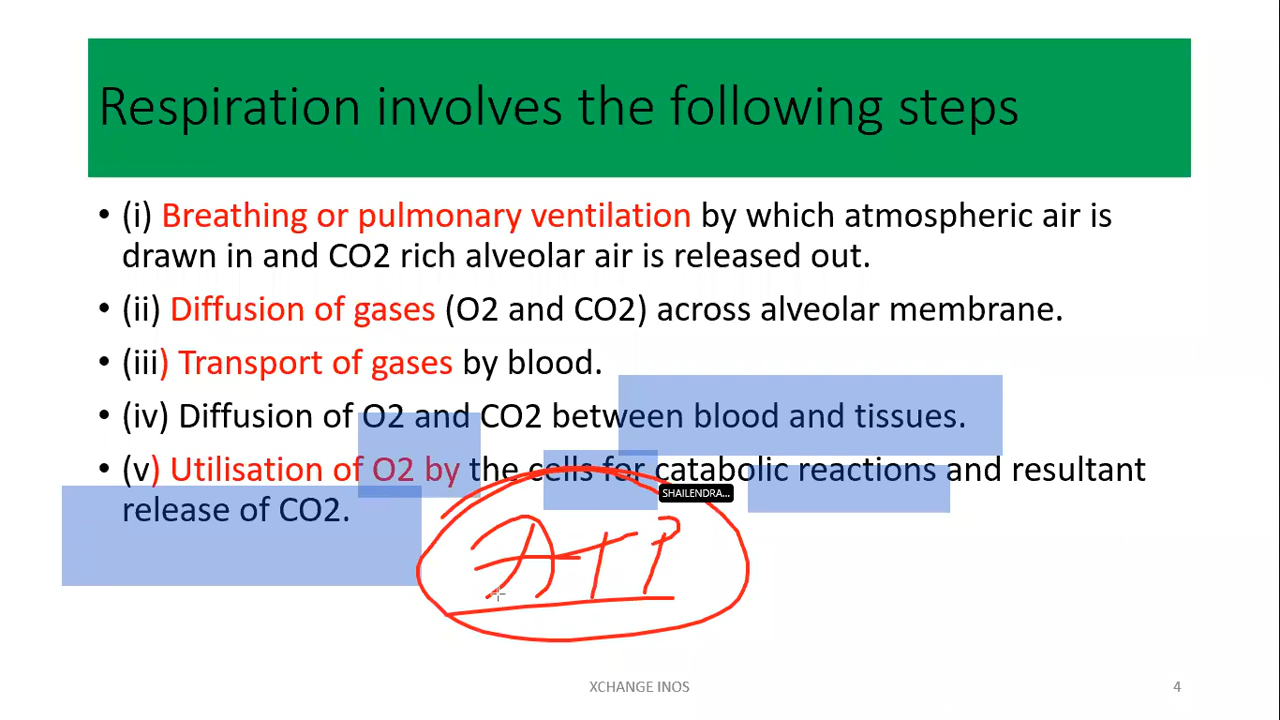 Respiration involves the following steps
• (i) Breathing or pulmonary ventilation by which atmospheric air is
drawn in and CO2 rich alveolar air is released out.
• (ii) Diffusion of gases (O2 and CO2) across alveolar membrane.
• (iii) Transport of gases by blood.
• (iv) Diffusion of O2 and CO2 between blood and tissues.
• (v) Utilisation of O2 by the cells for catabolic reactions and resultant
SHAILENDRA...
release of CO2.
ATP
XCHANGE INOS
4